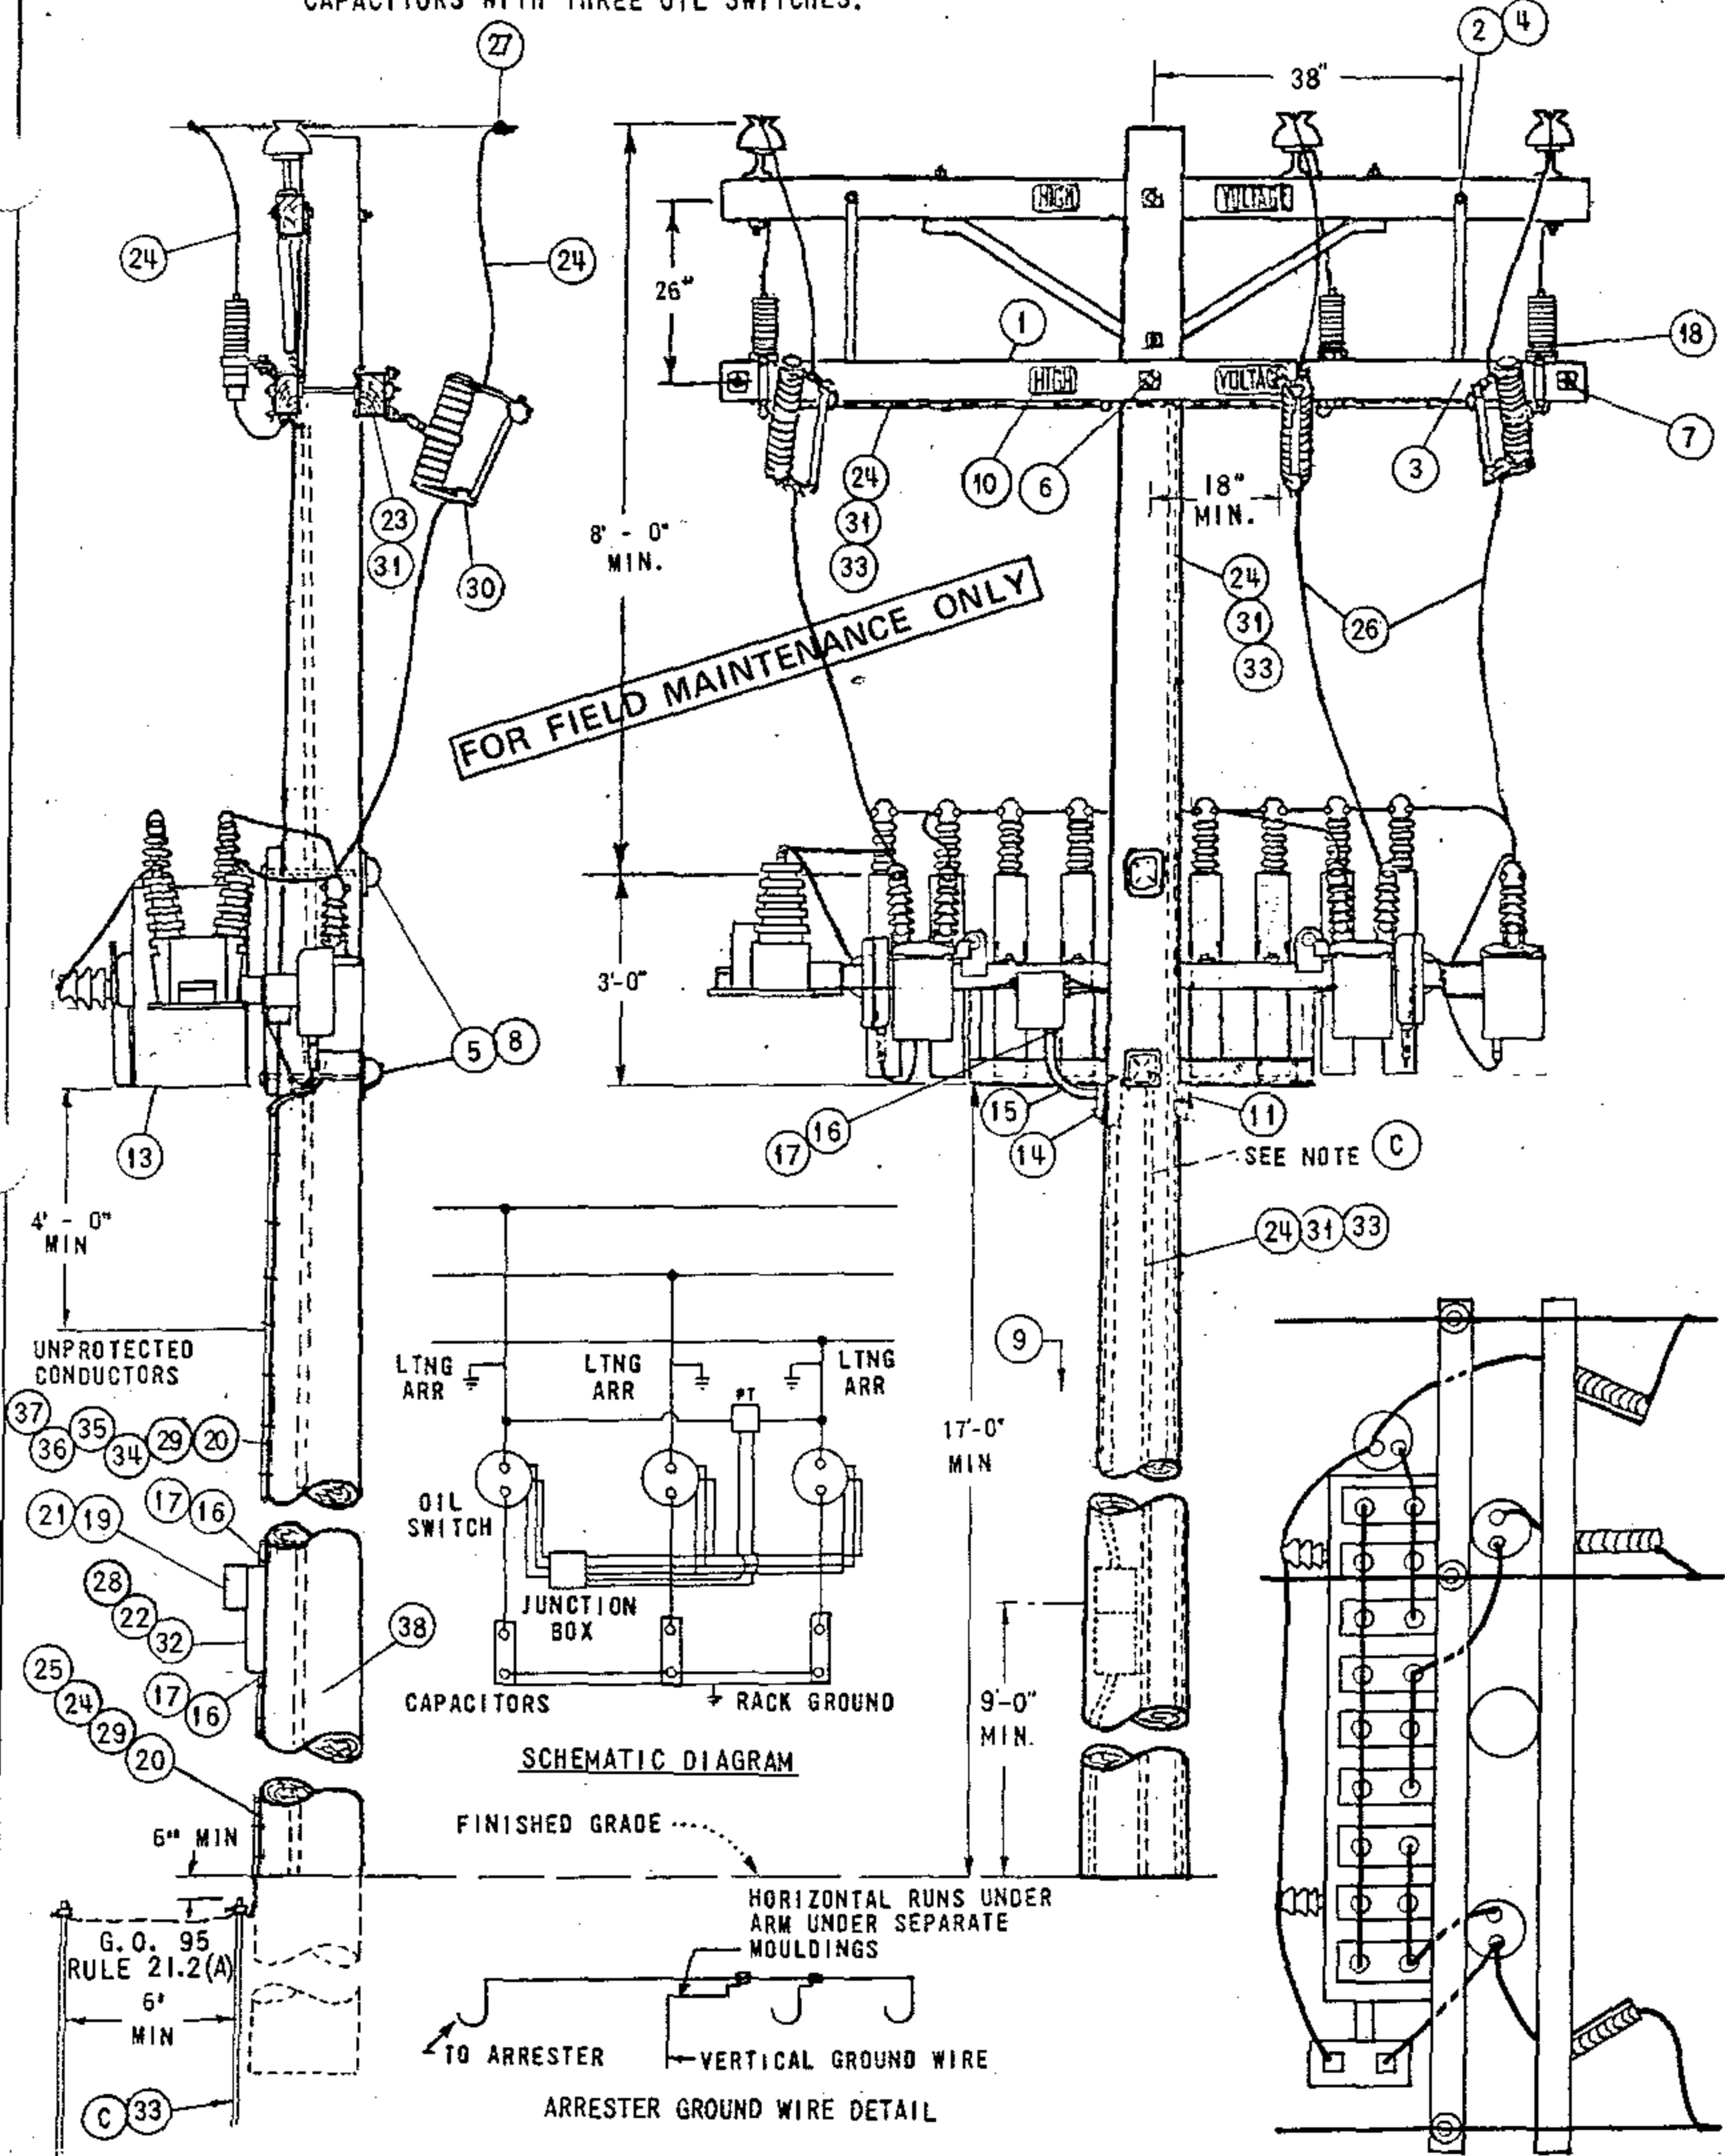 CAPACITORS WITH THREE OIL SWITCHES.
27
2 4
38"
24
24
26"
HIGH VOLTAGE
1
18
HIGH VOLTAGE
7
3
24
31
33
10
6
18"
MIN.
23
31
30
8'-0"
MIN.
24
31
33
26
FOR FIELD MAINTENANCE ONLY
3'-0"
5 8
13
17 16
15
14
11
SEE NOTE C
4'-0"
MIN
24 31 33
UNPROTECTED
CONDUCTORS
9
LTNG
ARR
LTNG
ARR
LTNG
ARR
PT
37 36 35 34 29 20
17'-0"
MIN
OIL
SWITCH
17 16
21 19
28
22
32
JUNCTION
BOX
38
25
24
29
20
17 16
CAPACITORS
RACK GROUND
9'-0"
MIN.
SCHEMATIC DIAGRAM
6" MIN
FINISHED GRADE
HORIZONTAL RUNS UNDER
ARM UNDER SEPARATE
MOULDINGS
G.O. 95
RULE 21.2(A)
6'
MIN
TO ARRESTER
VERTICAL GROUND WIRE
C 33
ARRESTER GROUND WIRE DETAIL